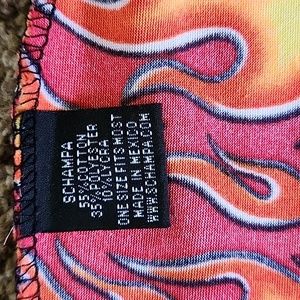 SCHAMPA
55% COTTON
35% POLYESTER
10% LYCRA
ONE SIZE FITS MOST
MADE IN MEXICO
WWW.SCHAMPA.COM